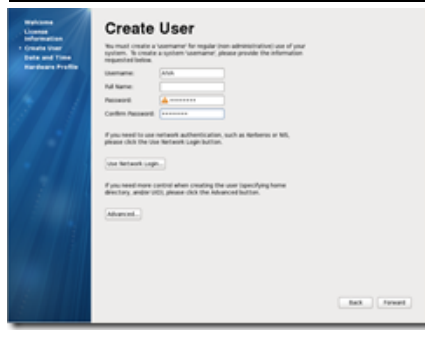 Welcome
License
Information
Create User
Date and Time
Hardware Profile
Create User
You must create a 'username' for regular (non-administrative) use of your
system. To create a system 'username', please provide the information
requested below.
Username: ANA
Full Name:
Password: ••••••••
Confirm Password: ••••••••
If you need to use network authentication, such as Kerberos or NIS,
please click the Use Network Login button.
Use Network Login...
If you need more control when creating the user (specifying home
directory, and/or UID), please click the Advanced button.
Advanced...
Back Forward